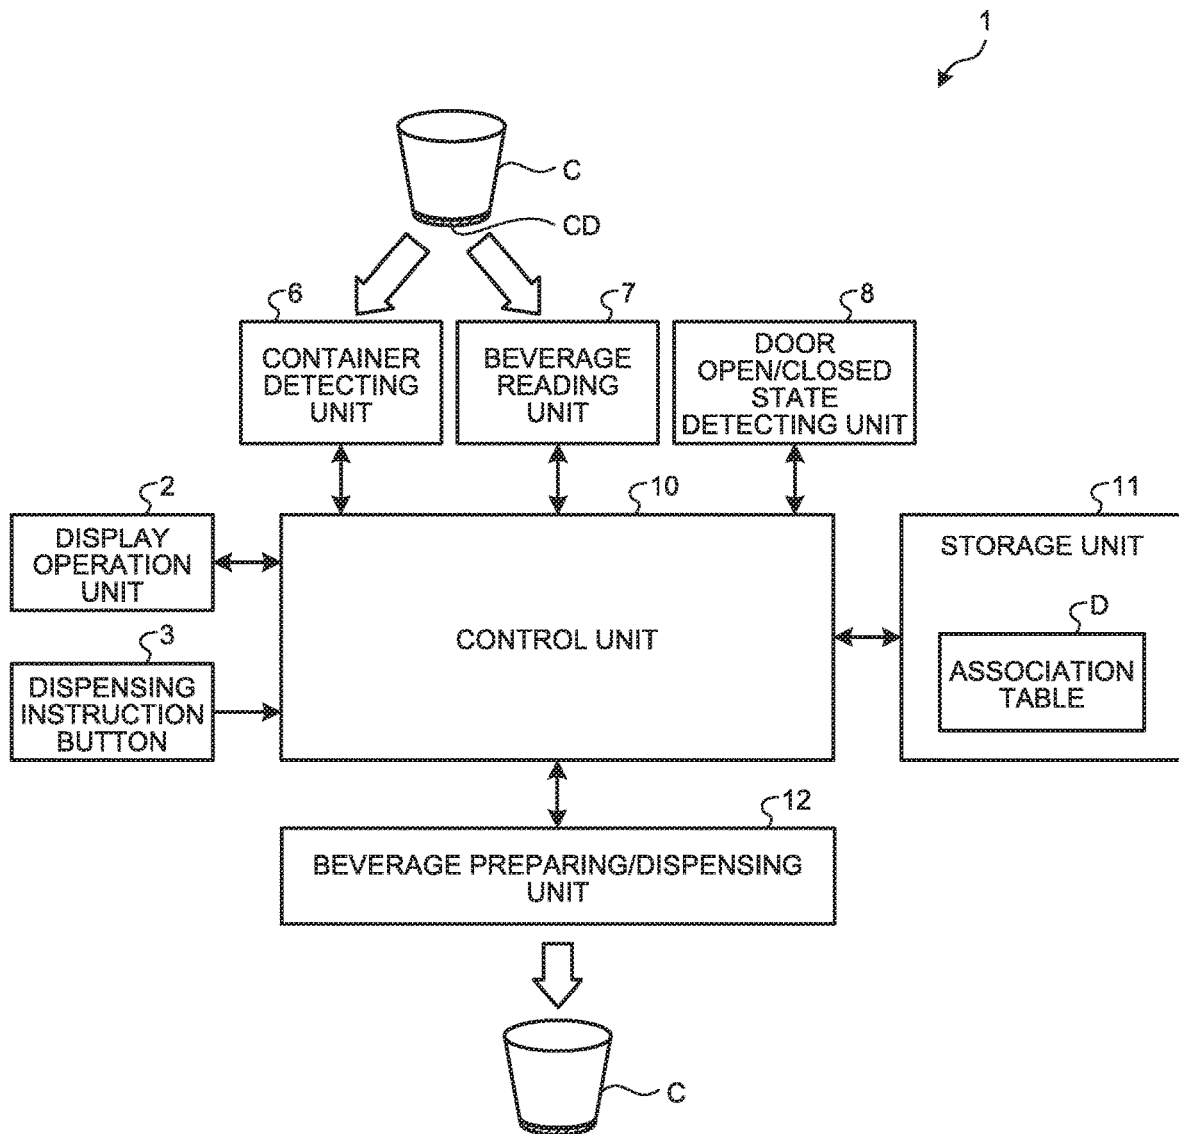 1
C
CD
6
7
8
CONTAINER
DETECTING
UNIT
BEVERAGE
READING
UNIT
DOOR
OPEN/CLOSED
STATE
DETECTING UNIT
2
10
11
DISPLAY
OPERATION
UNIT
CONTROL UNIT
STORAGE UNIT
D
ASSOCIATION
TABLE
3
DISPENSING
INSTRUCTION
BUTTON
12
BEVERAGE PREPARING/DISPENSING
UNIT
C